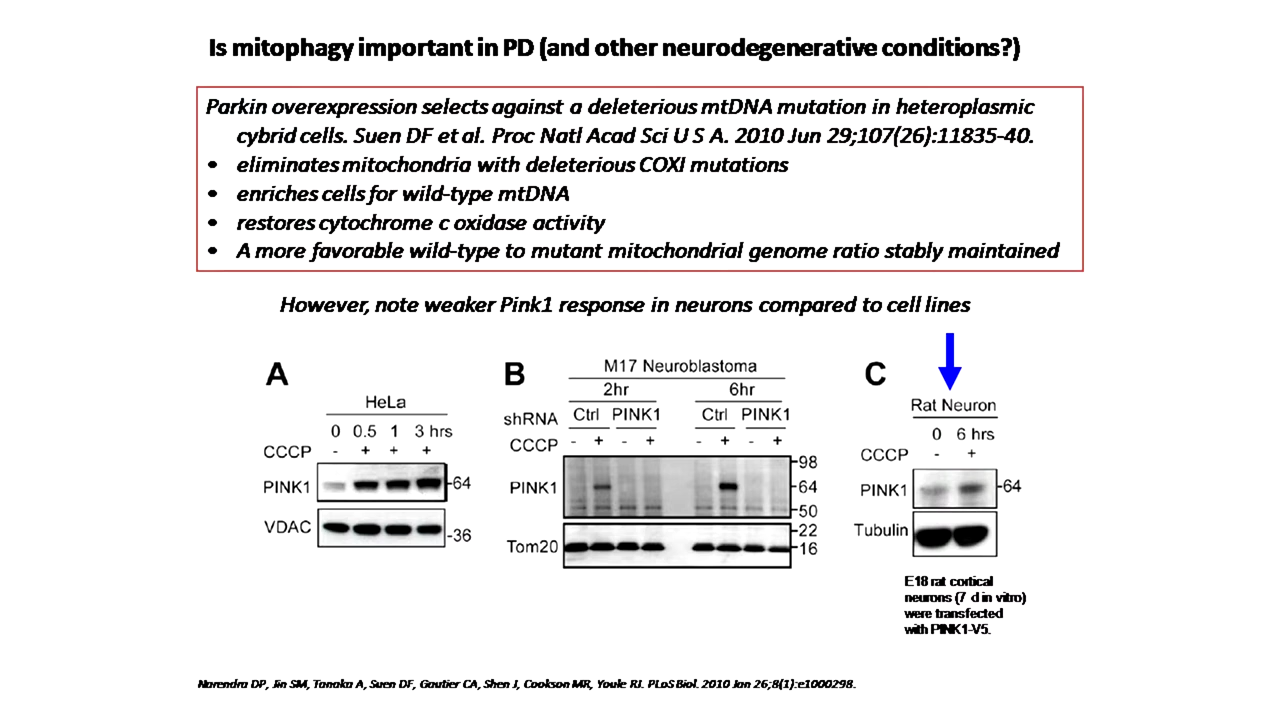 Is mitophagy important in PD (and other neurodegenerative conditions?)
Parkin overexpression selects against a deleterious mtDNA mutation in heteroplasmic
cybrid cells. Suen DF et al. Proc Natl Acad Sci U S A. 2010 Jun 29;107(26):11835-40.
• eliminates mitochondria with deleterious COXI mutations
• enriches cells for wild-type mtDNA
• restores cytochrome c oxidase activity
• A more favorable wild-type to mutant mitochondrial genome ratio stably maintained
However, note weaker Pink1 response in neurons compared to cell lines
A
HeLa
0 0.5 1 3 hrs
CCCP - + + +
PINK1 -64
VDAC -36
B
M17 Neuroblastoma
2hr 6hr
shRNA Ctrl PINK1 Ctrl PINK1
CCCP - + - + - + - +
-98
PINK1 -64
-50
-22
Tom20 -16
C
Rat Neuron
0 6 hrs
CCCP - +
PINK1 -64
Tubulin
E18 rat cortical
neurons (7 d in vitro)
were transfected
with PINK1-V5.
Narendra DP, Jin SM, Tanaka A, Suen DF, Gautier CA, Shen J, Cookson MR, Youle RJ. PLoS Biol. 2010 Jan 26;8(1):e1000298.